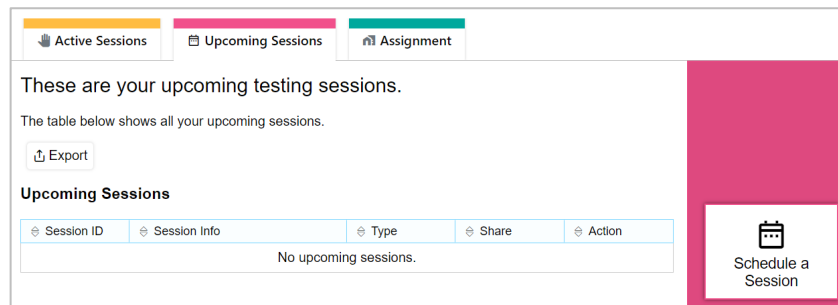 Active Sessions
Upcoming Sessions
Assignment
These are your upcoming testing sessions.
The table below shows all your upcoming sessions.
Export
Upcoming Sessions
Session ID Session Info Type Share Action
No upcoming sessions.
Schedule a
Session